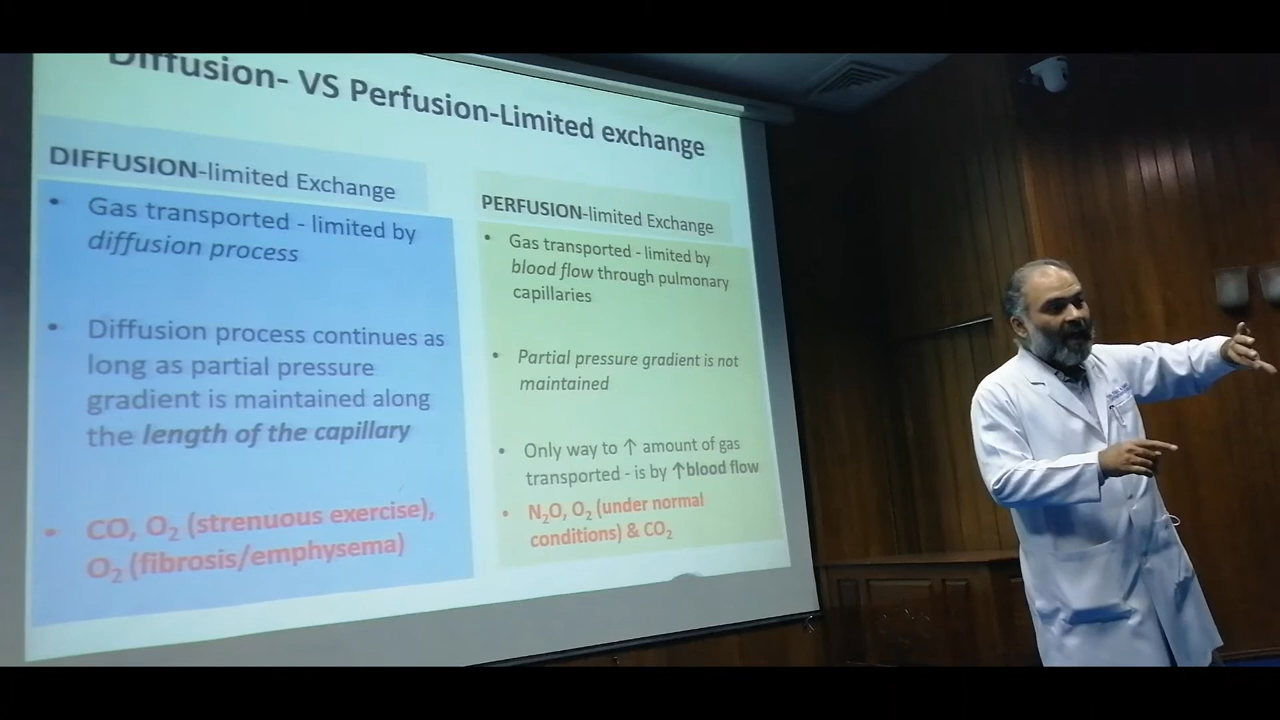 Diffusion- VS Perfusion-Limited exchange
DIFFUSION-limited Exchange
• Gas transported - limited by
diffusion process
• Diffusion process continues as
long as partial pressure
gradient is maintained along
the length of the capillary
• CO, O₂ (strenuous exercise),
O₂ (fibrosis/emphysema)
PERFUSION-limited Exchange
• Gas transported - limited by
blood flow through pulmonary
capillaries
• Partial pressure gradient is not
maintained
• Only way to ↑ amount of gas
transported - is by ↑blood flow
• N₂O, O₂ (under normal
conditions) & CO₂